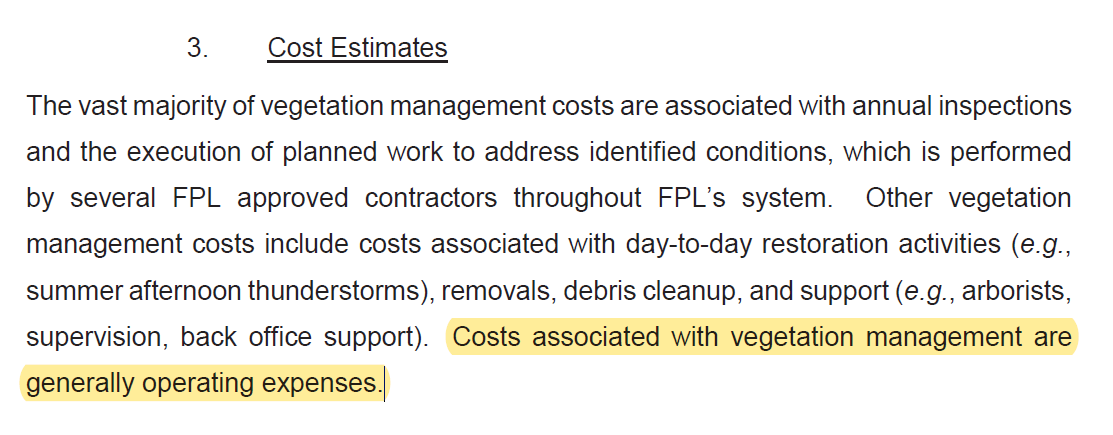 3. Cost Estimates
The vast majority of vegetation management costs are associated with annual inspections
and the execution of planned work to address identified conditions, which is performed
by several FPL approved contractors throughout FPL’s system. Other vegetation
management costs include costs associated with day-to-day restoration activities (e.g.,
summer afternoon thunderstorms), removals, debris cleanup, and support (e.g., arborists,
supervision, back office support). Costs associated with vegetation management are
generally operating expenses.